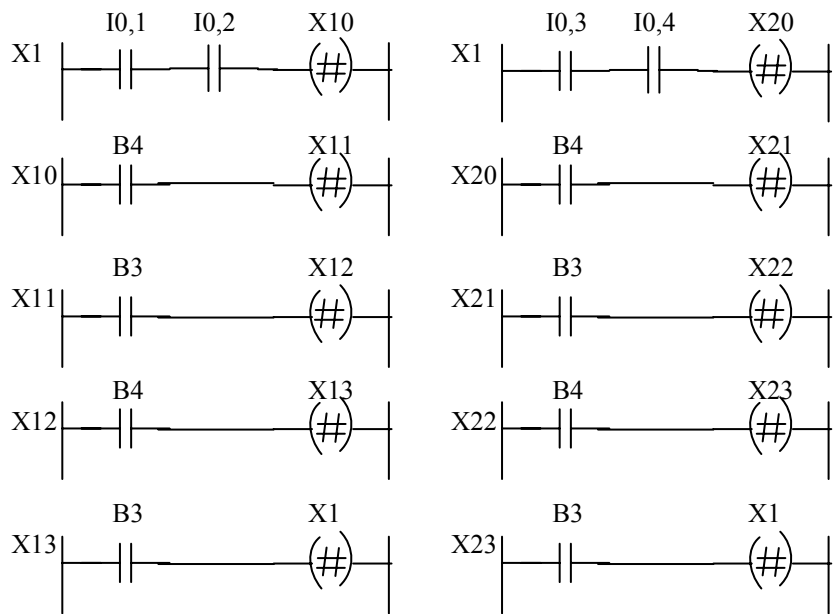 I0,1 I0,2 X10 I0,3 I0,4 X20
X1 (#) X1 (#)
B4 X11 B4 X21
X10 (#) X20 (#)
B3 X12 B3 X22
X11 (#) X21 (#)
B4 X13 B4 X23
X12 (#) X22 (#)
B3 X1 B3 X1
X13 (#) X23 (#)